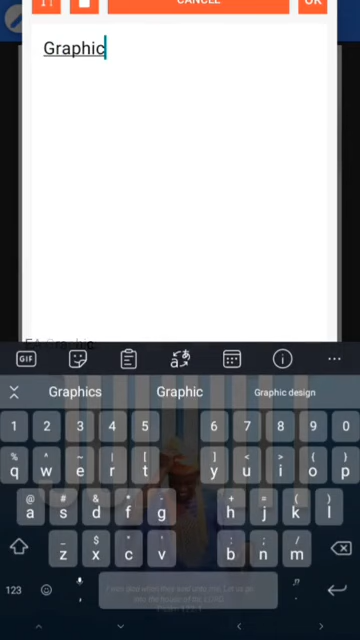 CANCEL
OK
Graphic
GIF
Graphics Graphic Graphic design
1 2 3 4 5 6 7 8 9 0
% ^ ~ | [ ] < > { }
q w e r t y u i o p
@ # & * - + = ( )
a s d f g h j k l
_ $ " ' : ; /
z x c v b n m
123